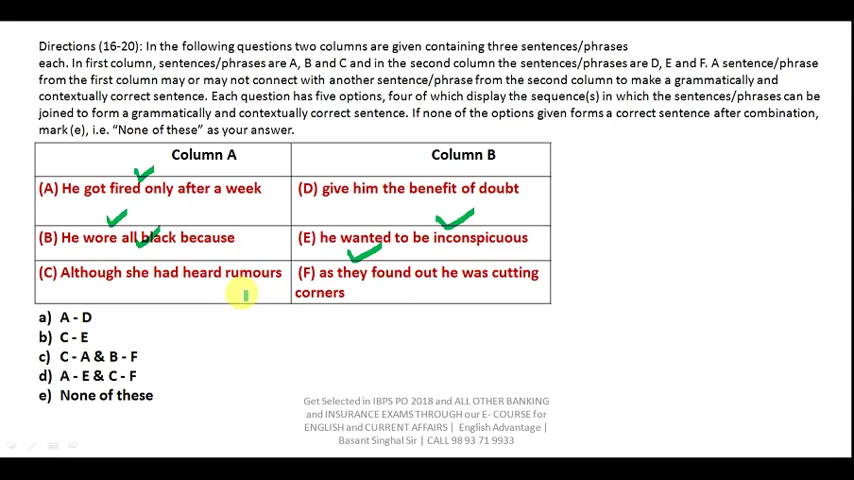 Directions (16-20): In the following questions two columns are given containing three sentences/phrases
each. In first column, sentences/phrases are A, B and C and in the second column the sentences/phrases are D, E and F. A sentence/phrase
from the first column may or may not connect with another sentence/phrase from the second column to make a grammatically and
contextually correct sentence. Each question has five options, four of which display the sequence(s) in which the sentences/phrases can be
joined to form a grammatically and contextually correct sentence. If none of the options given forms a correct sentence after combination,
mark (e), i.e. “None of these” as your answer.
Column A
Column B
(A) He got fired only after a week
(D) give him the benefit of doubt
(B) He wore all black because
(E) he wanted to be inconspicuous
(C) Although she had heard rumours
(F) as they found out he was cutting
corners
a) A - D
b) C - E
c) C - A & B - F
d) A - E & C - F
e) None of these
Get Selected in IBPS PO 2018 and ALL OTHER BANKING
and INSURANCE EXAMS THROUGH our E- COURSE for
ENGLISH and CURRENT AFFAIRS | English Advantage |
Basant Singhal Sir | CALL 98 93 71 9933